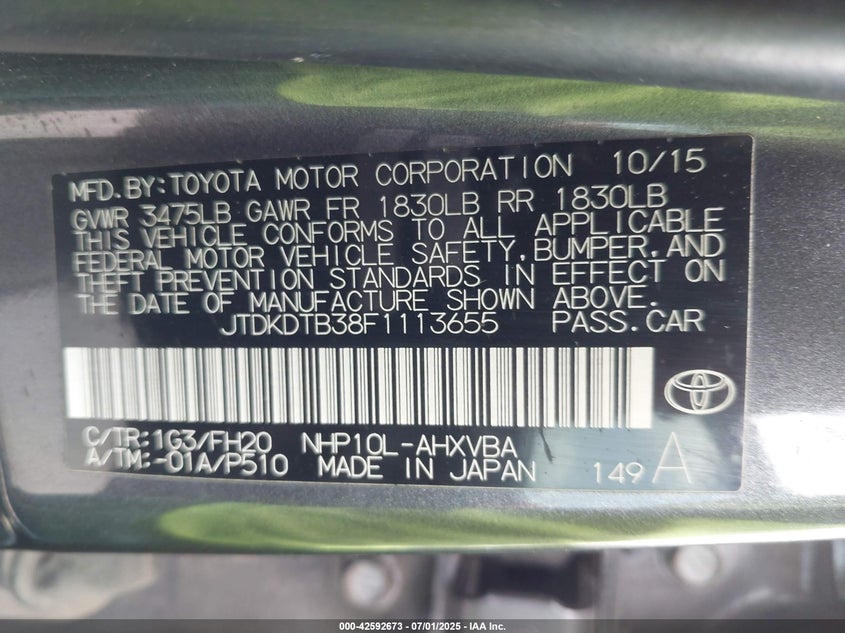 MFD. BY: TOYOTA MOTOR CORPORATION 10/15
GVWR 3475LB GAWR FR 1830LB RR 1830LB
THIS VEHICLE CONFORMS TO ALL APPLICABLE
FEDERAL MOTOR VEHICLE SAFETY, BUMPER, AND
THEFT PREVENTION STANDARDS IN EFFECT ON
THE DATE OF MANUFACTURE SHOWN ABOVE.
JTDKDTB38F1113655 PASS. CAR
C/TR: 1G3/FH20 NHP10L-AHXVBA
A/TM: -01A/P510 MADE IN JAPAN 149 A
000-42592673 - 07/01/2025 - IAA Inc.